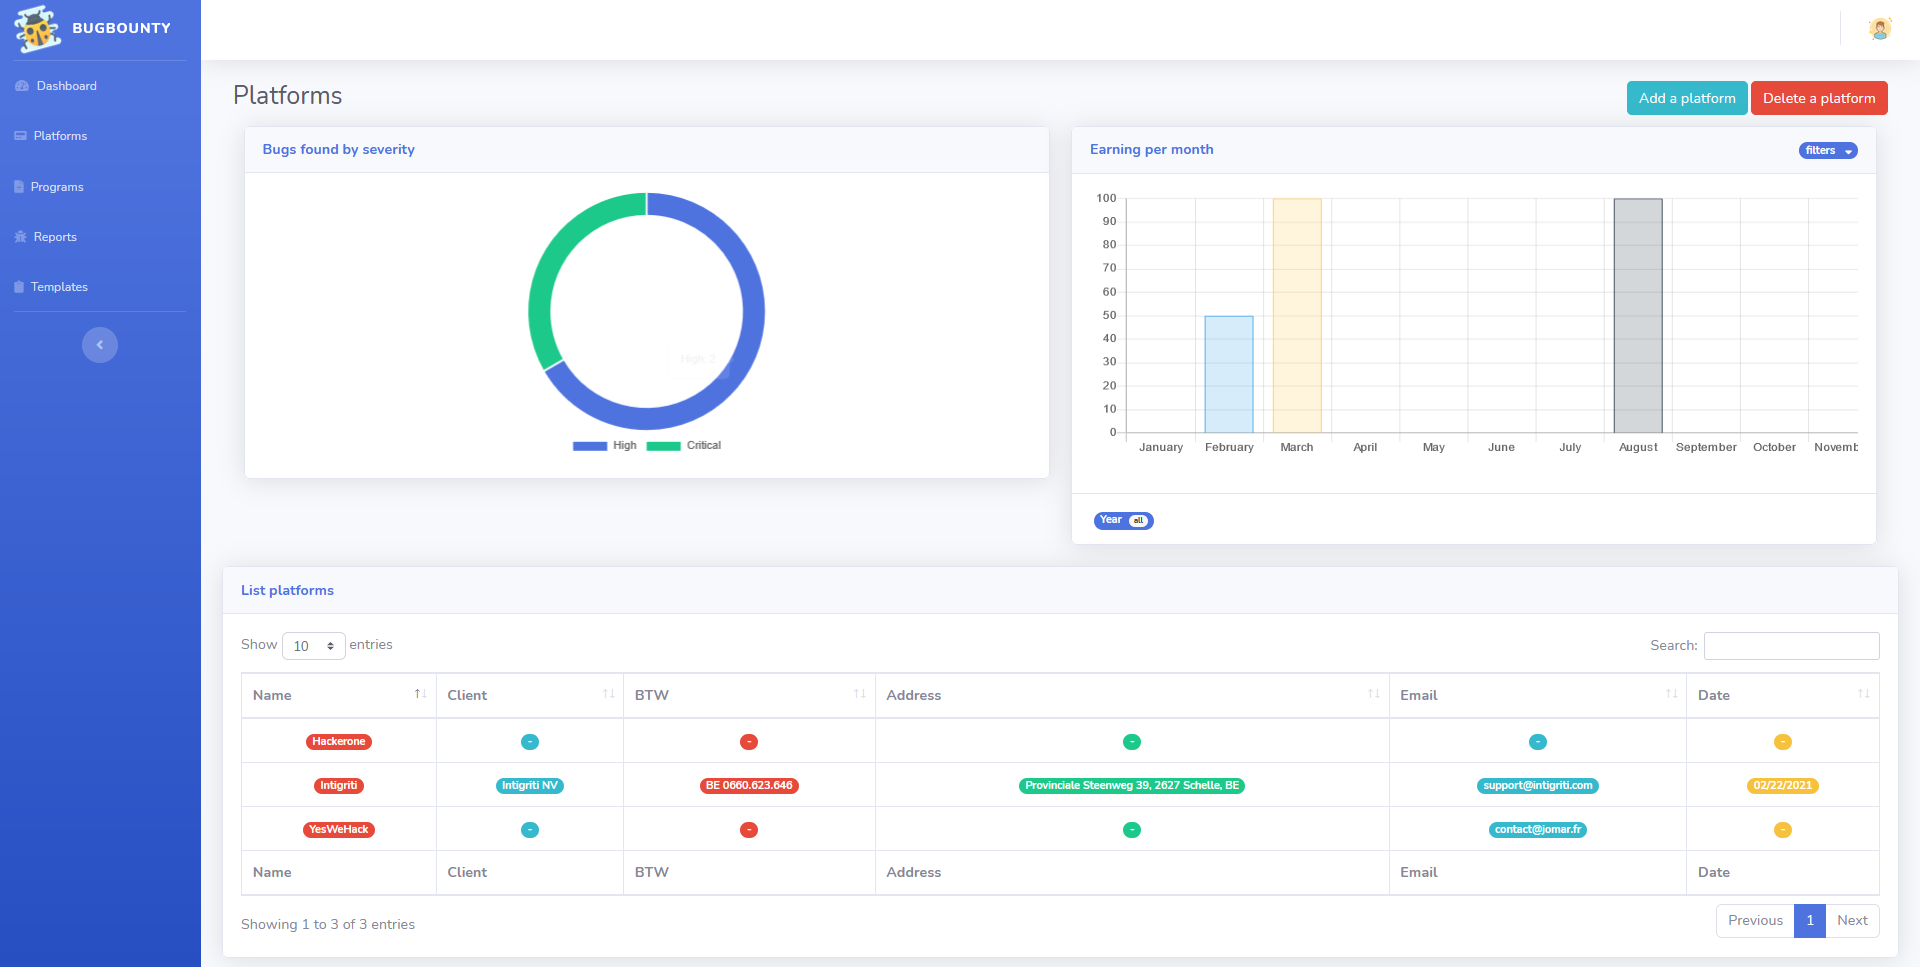 BUGBOUNTY
Dashboard
Platforms
Programs
Reports
Templates
Platforms
Add a platform
Delete a platform
Bugs found by severity
High: 2
High
Critical
Earning per month
filters
100
90
80
70
60
50
40
30
20
10
0
January February March April May June July August September October Novemb
Year all
List platforms
Show 10 entries
Search:
Name Client BTW Address Email Date
Hackerone - - - - -
Intigriti Intigriti NV BE 0660.623.646 Provinciale Steenweg 39, 2627 Schelle, BE support@intigriti.com 02/22/2021
YesWeHack - - - contact@jomar.fr -
Name Client BTW Address Email Date
Showing 1 to 3 of 3 entries
Previous 1 Next